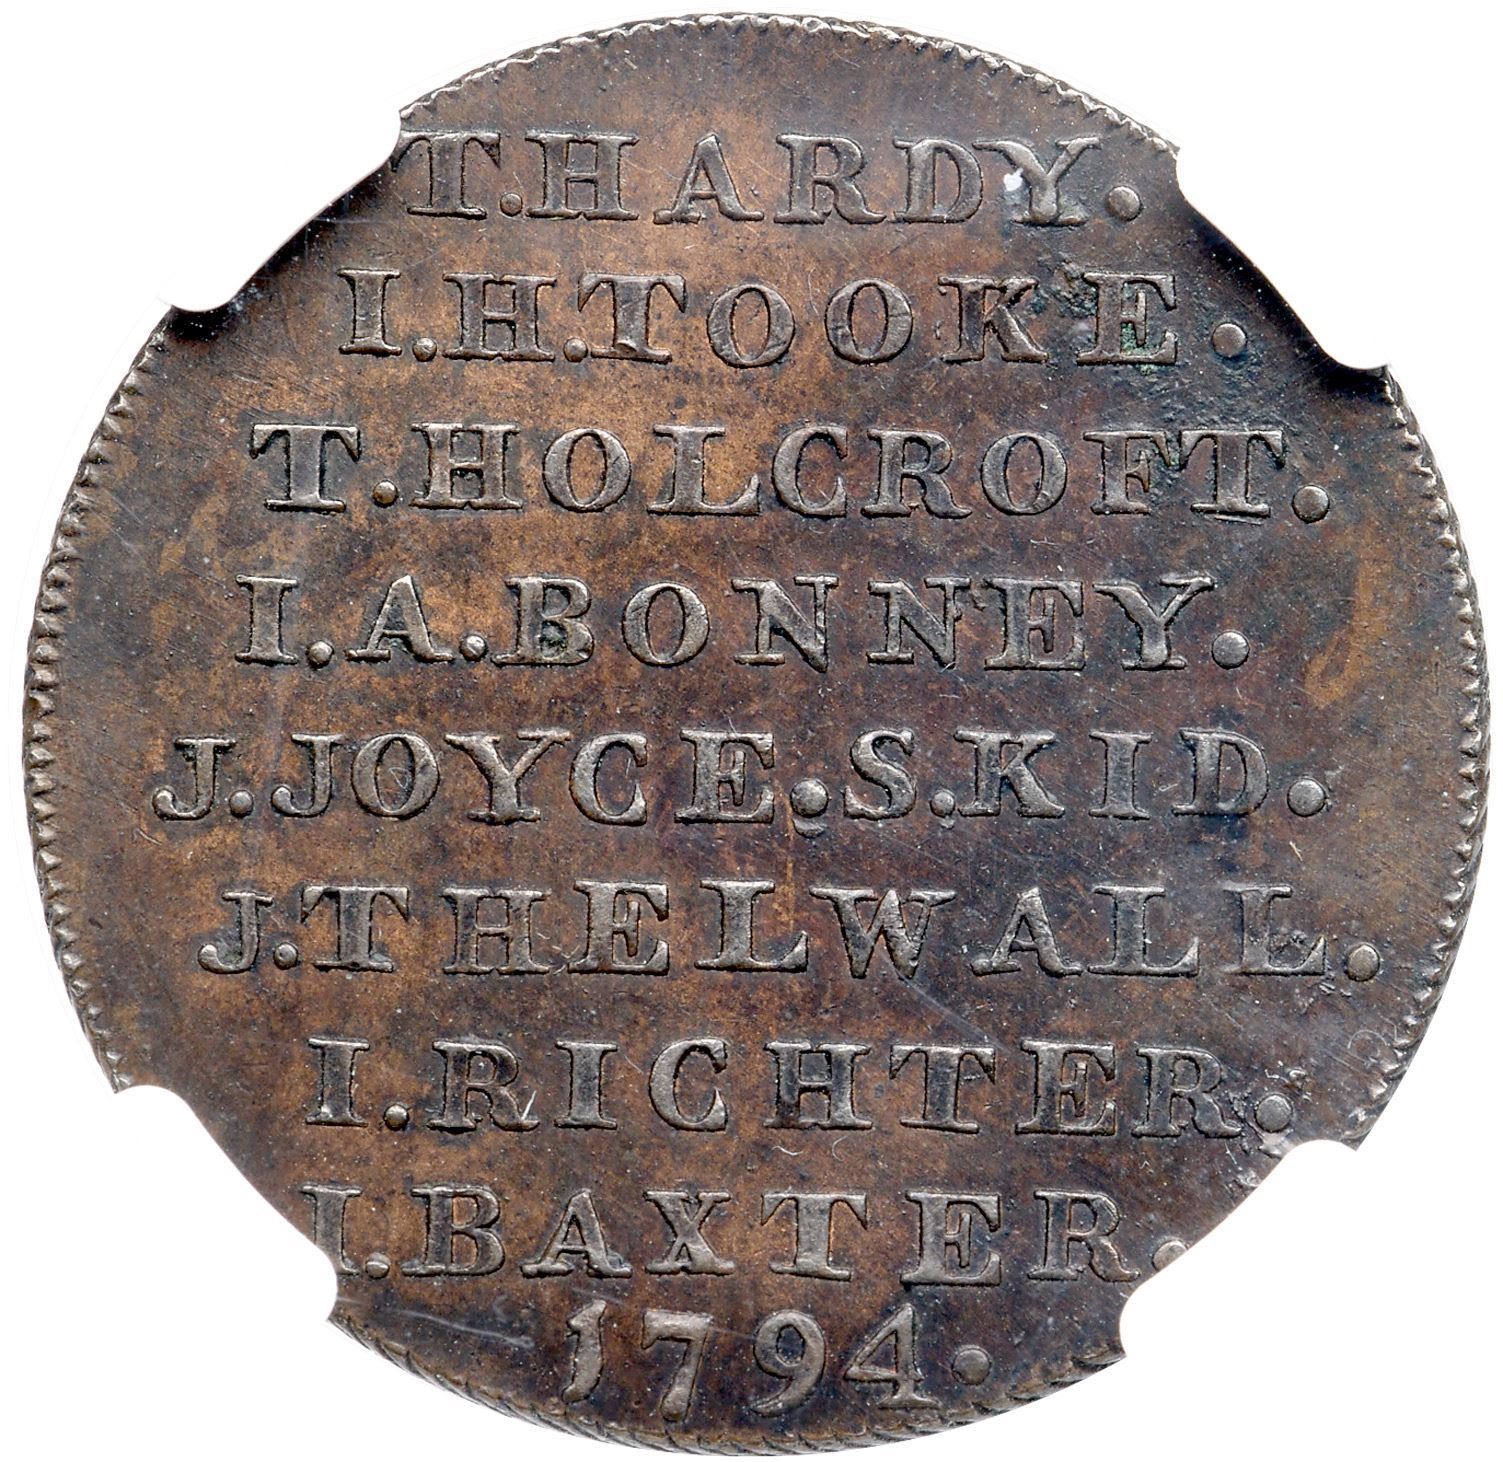 T.HARDY.
I.H.TOOKE.
T.HOLCROFT.
I.A.BONNEY.
J.JOYCE.S.KID.
J.THELWALL.
I.RICHTER.
I.BAXTER.
1794.